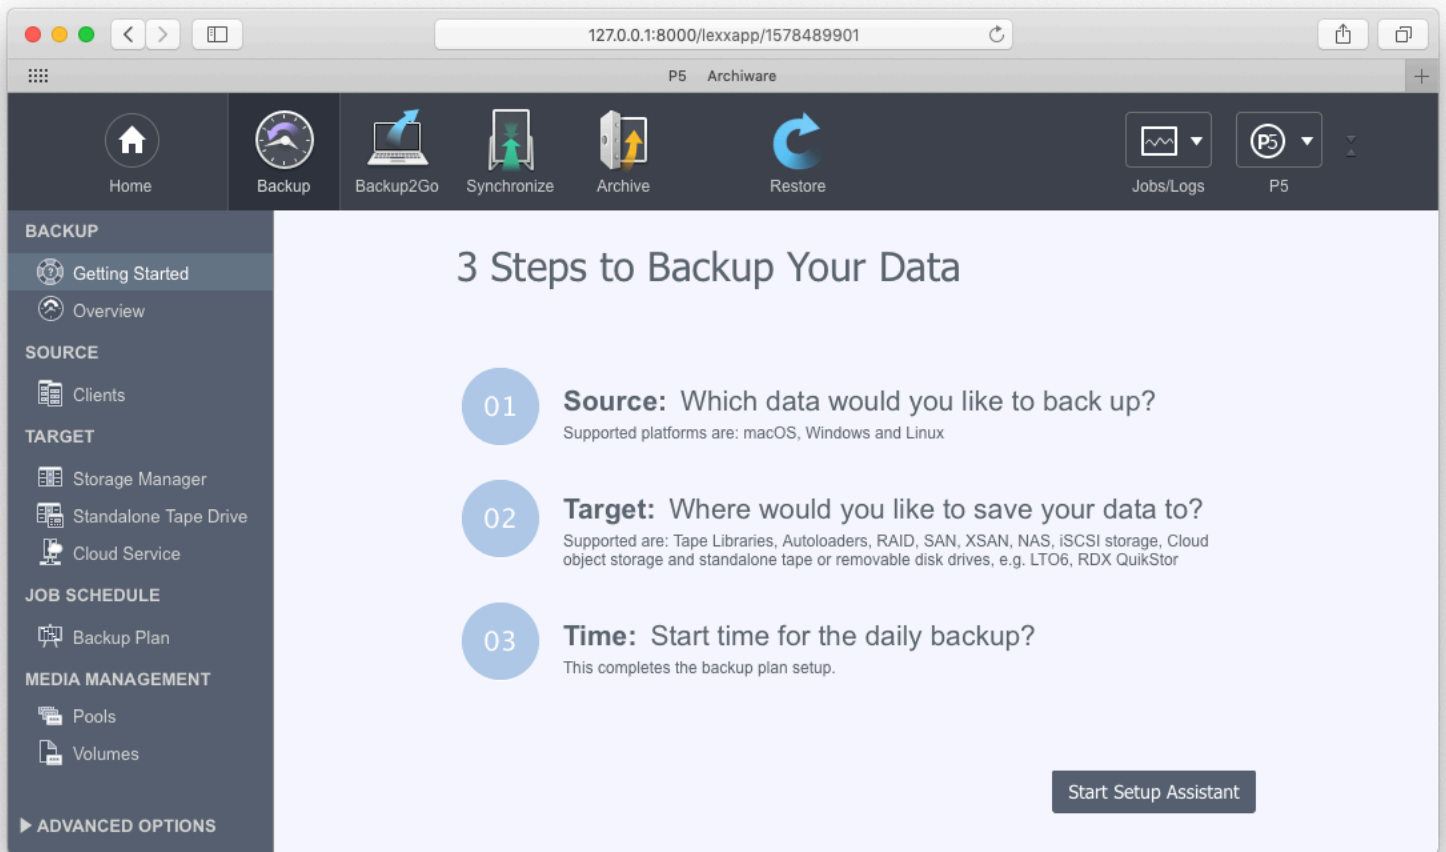 127.0.0.1:8000/lexxapp/1578489901
P5 Archiware
Home
Backup
Backup2Go
Synchronize
Archive
Restore
Jobs/Logs
P5
P5
BACKUP
Getting Started
Overview
SOURCE
Clients
TARGET
Storage Manager
Standalone Tape Drive
Cloud Service
JOB SCHEDULE
Backup Plan
MEDIA MANAGEMENT
Pools
Volumes
ADVANCED OPTIONS
3 Steps to Backup Your Data
01
Source: Which data would you like to back up?
Supported platforms are: macOS, Windows and Linux
02
Target: Where would you like to save your data to?
Supported are: Tape Libraries, Autoloaders, RAID, SAN, XSAN, NAS, iSCSI storage, Cloud
object storage and standalone tape or removable disk drives, e.g. LTO6, RDX QuikStor
03
Time: Start time for the daily backup?
This completes the backup plan setup.
Start Setup Assistant